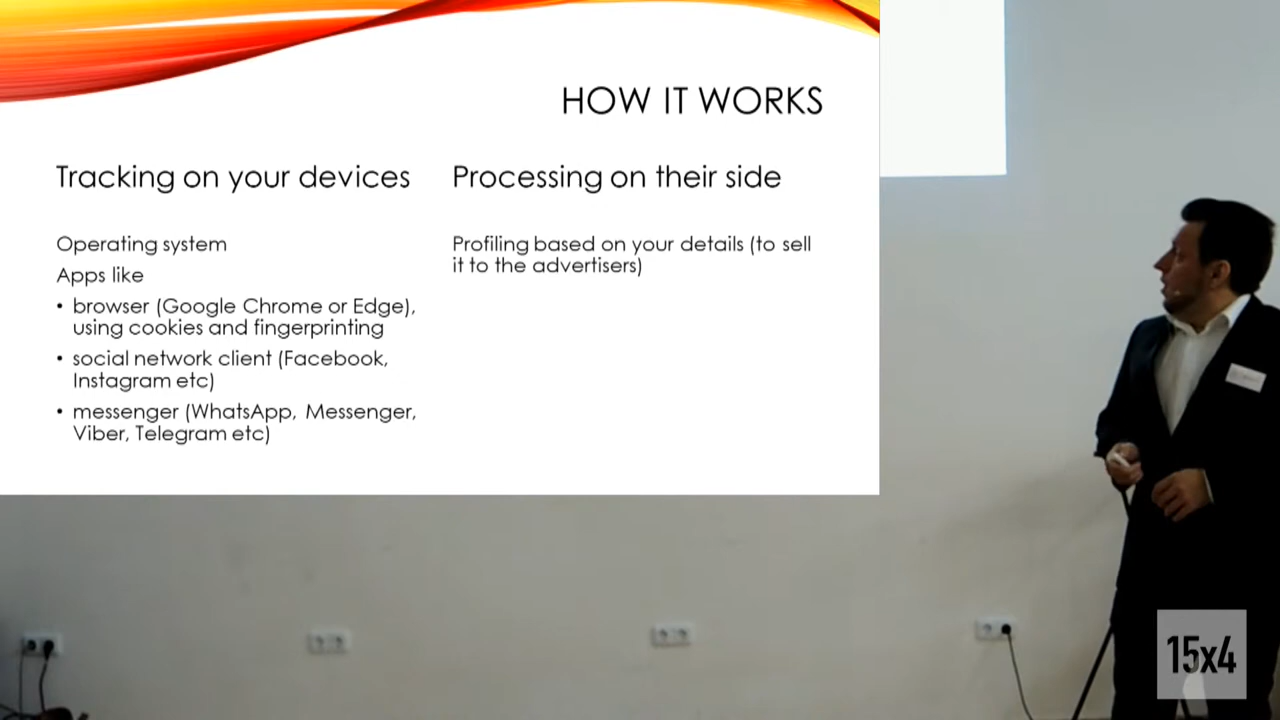 HOW IT WORKS
Tracking on your devices
Operating system
Apps like
• browser (Google Chrome or Edge),
using cookies and fingerprinting
• social network client (Facebook,
Instagram etc)
• messenger (WhatsApp, Messenger,
Viber, Telegram etc)
Processing on their side
Profiling based on your details (to sell
it to the advertisers)
15x4